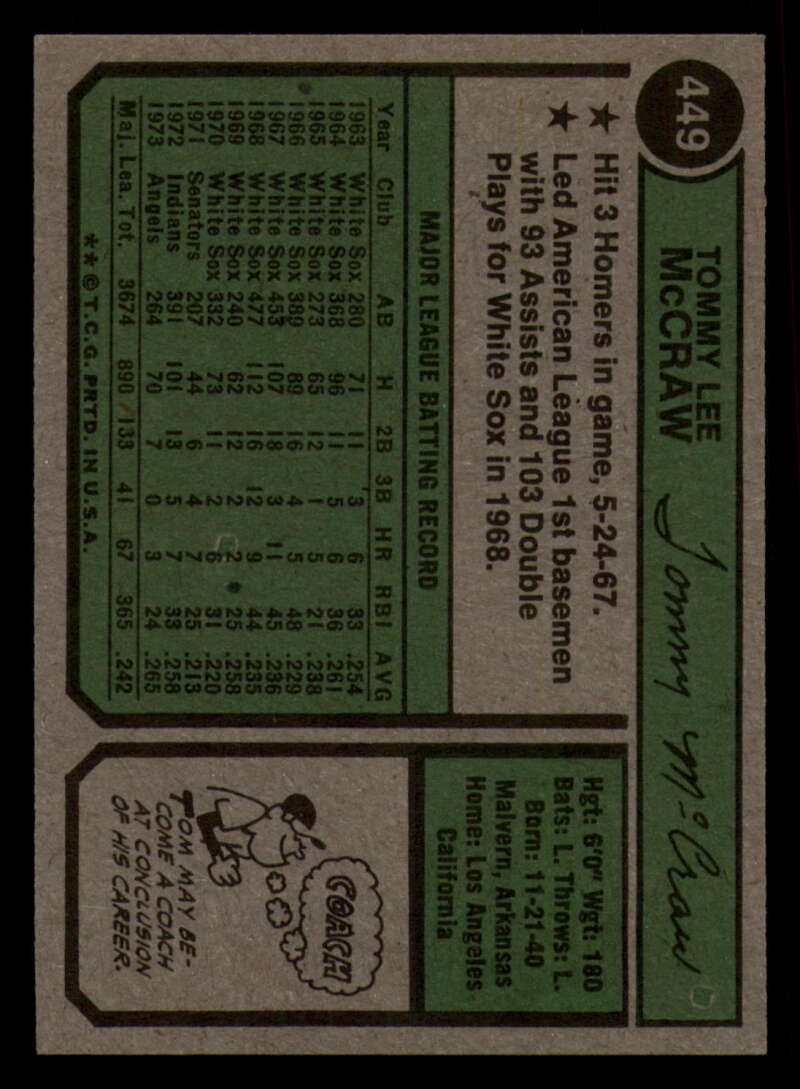 449
TOMMY LEE
McCRAW
Tommy McCraw
★ Hit 3 Homers in game, 5-24-67.
★ Led American League 1st basemen
with 93 Assists and 103 Double
Plays for White Sox in 1968.
MAJOR LEAGUE BATTING RECORD
Year Club AB H 2B 3B HR RBI AVG
1963 White Sox 280 71 11 3 6 33 .254
1964 White Sox 368 96 11 5 6 36 .261
1965 White Sox 273 65 12 1 5 21 .238
1966 White Sox 389 89 16 4 5 48 .229
1967 White Sox 453 107 18 3 11 45 .236
1968 White Sox 477 112 16 12 9 44 .235
1969 White Sox 240 62 12 2 2 25 .258
1970 White Sox 332 73 11 2 6 31 .220
1971 Senators 207 44 6 4 7 25 .213
1972 Indians 391 101 13 5 7 33 .258
1973 Angels 264 70 7 0 3 24 .265
Maj. Lea. Tot. 3674 890 133 41 67 365 .242
**©T.C.G. PRTD. IN U.S.A.
Hgt: 6'0" Wgt: 180
Bats: L. Throws: L.
Born: 11-21-40
Malvern, Arkansas
Home: Los Angeles
California
COACH
TOM MAY BE-
COME A COACH
AT CONCLUSION
OF HIS CAREER.